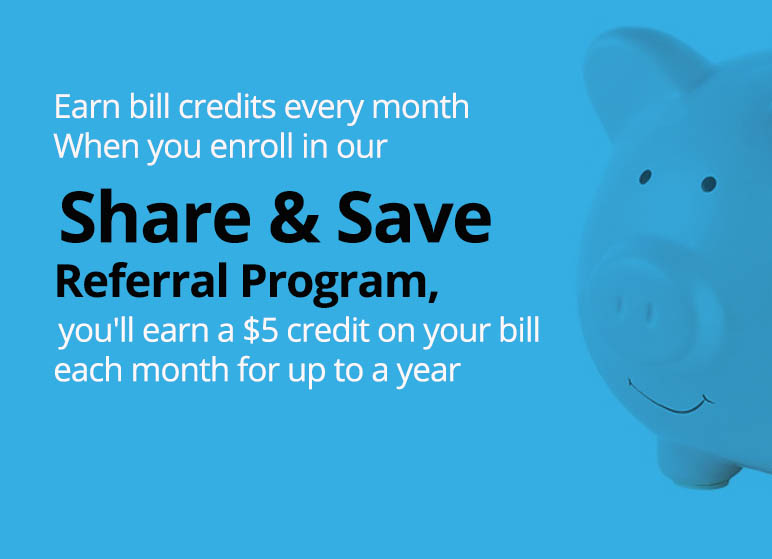 Earn bill credits every month
When you enroll in our
Share & Save
Referral Program,
you'll earn a $5 credit on your bill
each month for up to a year